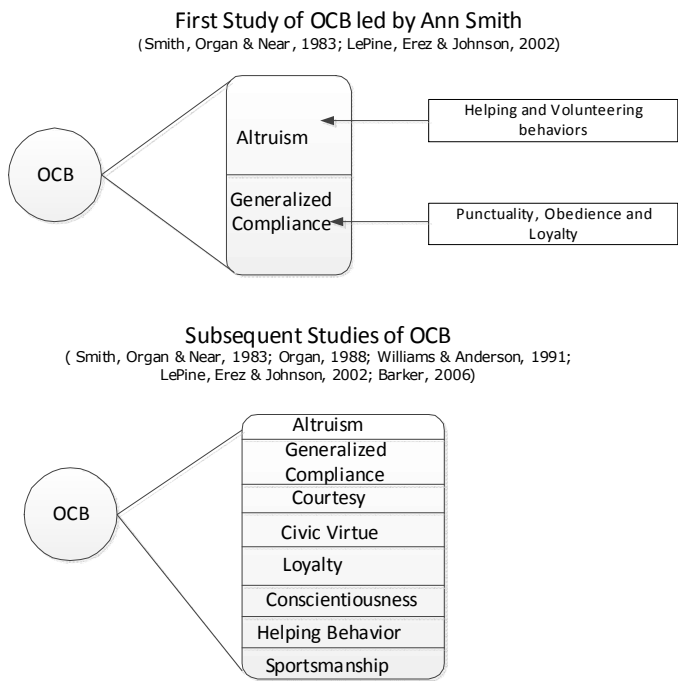 First Study of OCB led by Ann Smith
(Smith, Organ & Near, 1983; LePine, Erez & Johnson, 2002)
OCB
Altruism
Helping and Volunteering
behaviors
Generalized
Compliance
Punctuality, Obedience and
Loyalty
Subsequent Studies of OCB
( Smith, Organ & Near, 1983; Organ, 1988; Williams & Anderson, 1991;
LePine, Erez & Johnson, 2002; Barker, 2006)
OCB
Altruism
Generalized
Compliance
Courtesy
Civic Virtue
Loyalty
Conscientiousness
Helping Behavior
Sportsmanship